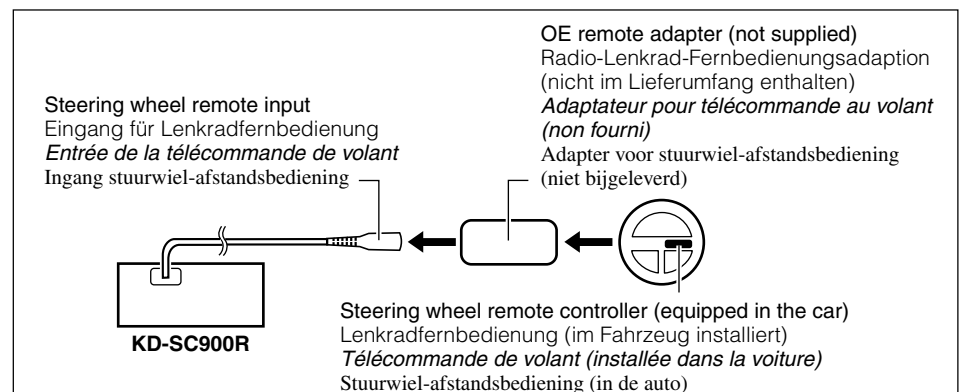 OE remote adapter (not supplied)
Radio-Lenkrad-Fernbedienungsadaption
(nicht im Lieferumfang enthalten)
Adaptateur pour télécommande au volant
(non fourni)
Adapter voor stuurwiel-afstandsbediening
(niet bijgeleverd)
Steering wheel remote input
Eingang für Lenkradfernbedienung
Entrée de la télécommande de volant
Ingang stuurwiel-afstandsbediening
KD-SC900R
Steering wheel remote controller (equipped in the car)
Lenkradfernbedienung (im Fahrzeug installiert)
Télécommande de volant (installée dans la voiture)
Stuurwiel-afstandsbediening (in de auto)